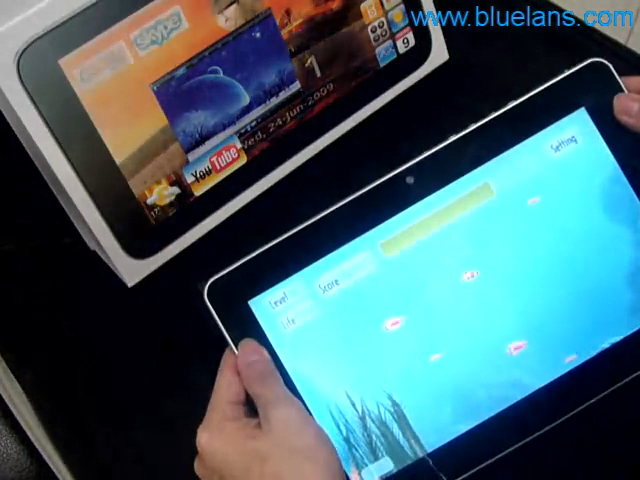 www.bluelans.com
skype
9
1
Wed, 24-Jun-2009
YouTube
Setting
Level
Score
life